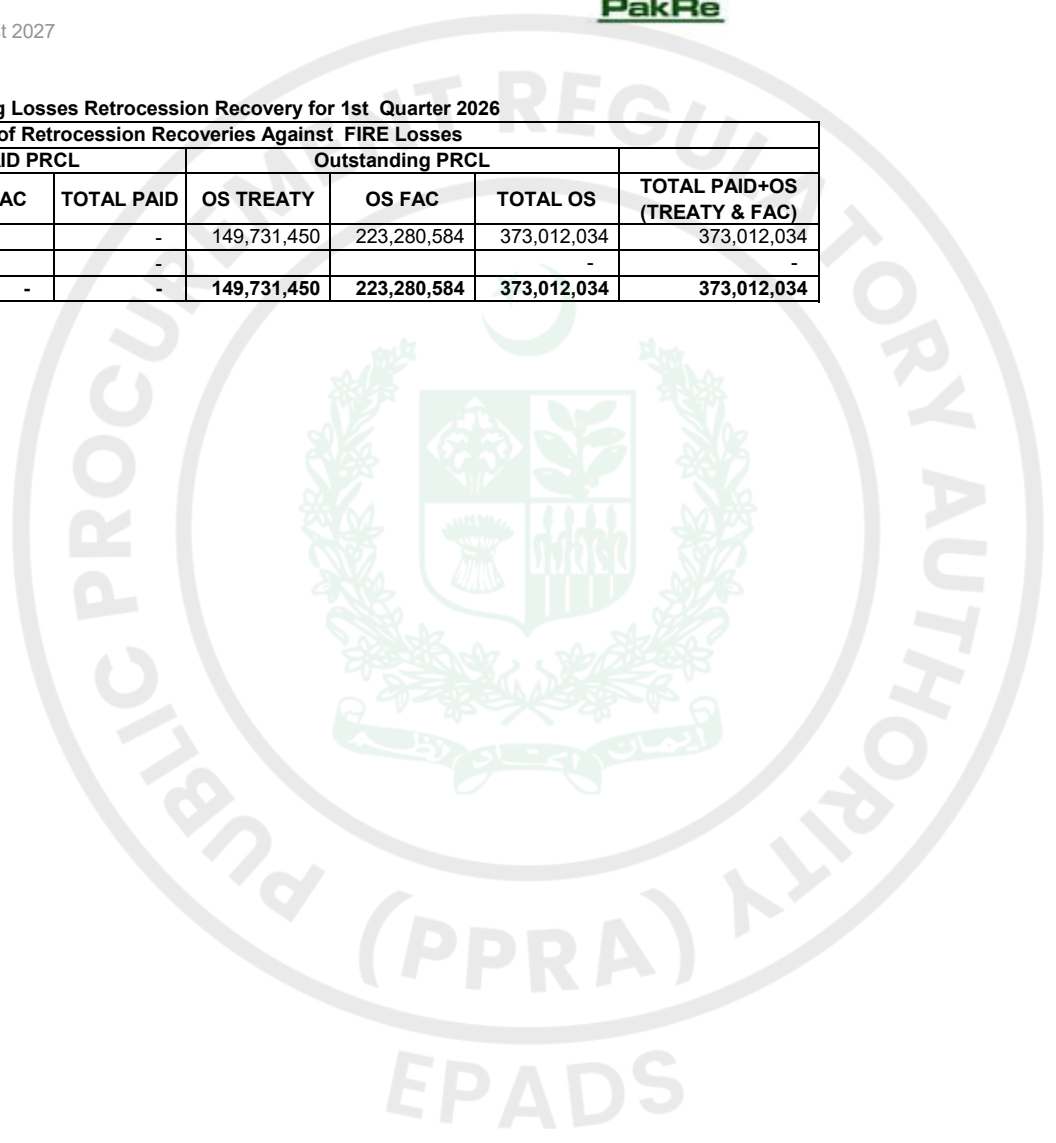 PakRe
t 2027
g Losses Retrocession Recovery for 1st Quarter 2026
of Retrocession Recoveries Against FIRE Losses
ID PRCL Outstanding PRCL
AC TOTAL PAID OS TREATY OS FAC TOTAL OS TOTAL PAID+OS (TREATY & FAC)
- 149,731,450 223,280,584 373,012,034 373,012,034
- - -
- - 149,731,450 223,280,584 373,012,034 373,012,034
PUBLIC PROCUREMENT REGULATORY AUTHORITY
(PPRA)
ایمان اتحاد نظم
EPADS